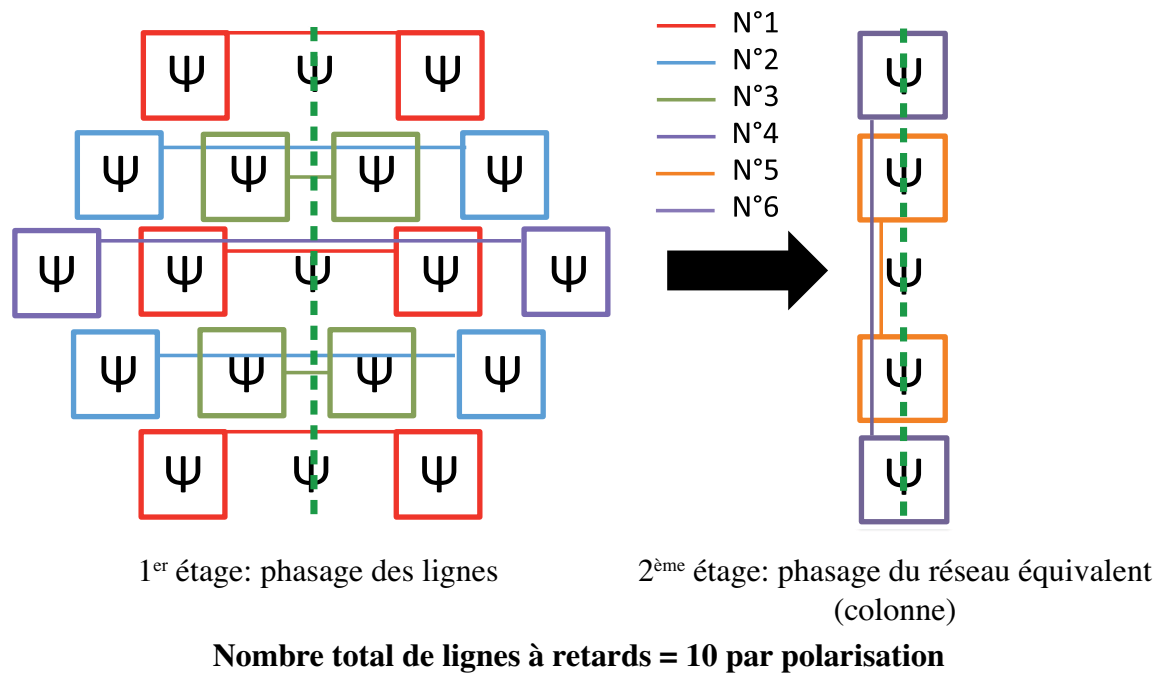 N°1
N°2
N°3
N°4
N°5
N°6
Ψ Ψ Ψ
Ψ Ψ Ψ Ψ
Ψ Ψ Ψ Ψ Ψ
Ψ Ψ Ψ Ψ
Ψ Ψ Ψ
Ψ
Ψ
Ψ
Ψ
Ψ
1er étage: phasage des lignes
2ème étage: phasage du réseau équivalent
(colonne)
Nombre total de lignes à retards = 10 par polarisation